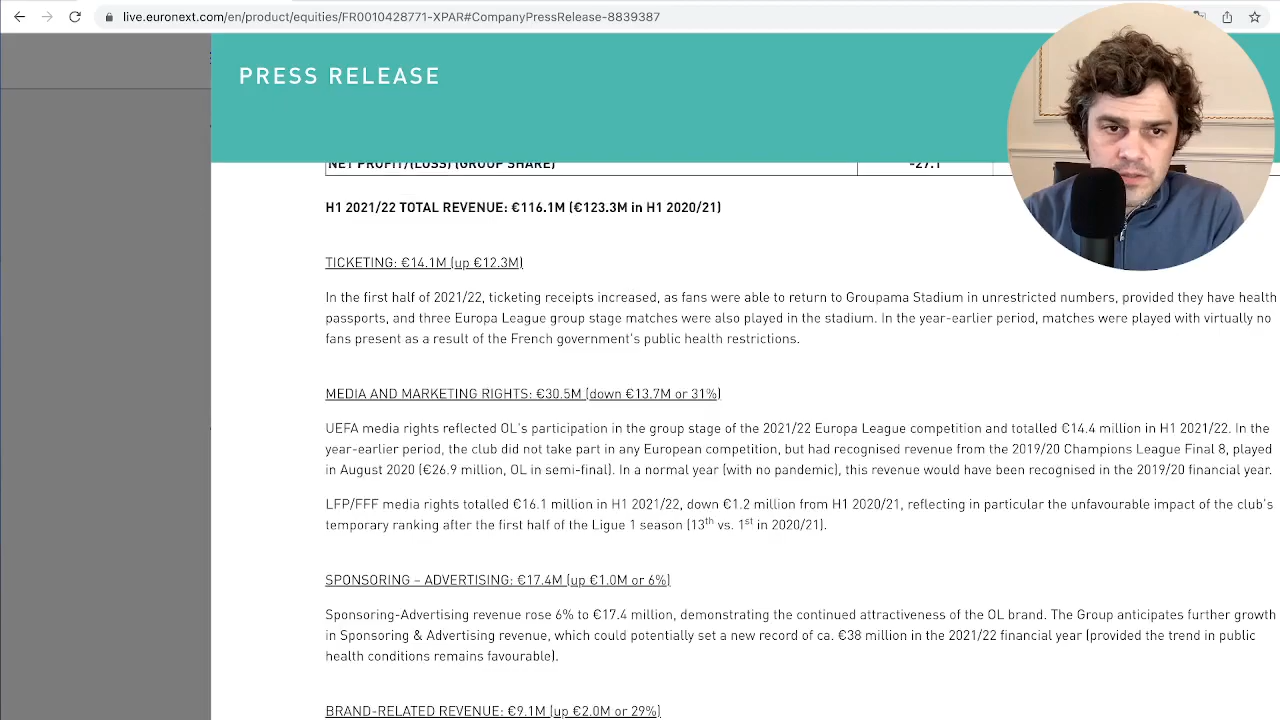 live.euronext.com/en/product/equities/FR0010428771-XPAR#CompanyPressRelease-8839387
PRESS RELEASE
NET PROFIT/(LOSS) (GROUP SHARE) -27.1
H1 2021/22 TOTAL REVENUE: €116.1M (€123.3M in H1 2020/21)
TICKETING: €14.1M (up €12.3M)
In the first half of 2021/22, ticketing receipts increased, as fans were able to return to Groupama Stadium in unrestricted numbers, provided they have health
passports, and three Europa League group stage matches were also played in the stadium. In the year-earlier period, matches were played with virtually no
fans present as a result of the French government's public health restrictions.
MEDIA AND MARKETING RIGHTS: €30.5M (down €13.7M or 31%)
UEFA media rights reflected OL's participation in the group stage of the 2021/22 Europa League competition and totalled €14.4 million in H1 2021/22. In the
year-earlier period, the club did not take part in any European competition, but had recognised revenue from the 2019/20 Champions League Final 8, played
in August 2020 (€26.9 million, OL in semi-final). In a normal year (with no pandemic), this revenue would have been recognised in the 2019/20 financial year.
LFP/FFF media rights totalled €16.1 million in H1 2021/22, down €1.2 million from H1 2020/21, reflecting in particular the unfavourable impact of the club's
temporary ranking after the first half of the Ligue 1 season (13th vs. 1st in 2020/21).
SPONSORING – ADVERTISING: €17.4M (up €1.0M or 6%)
Sponsoring-Advertising revenue rose 6% to €17.4 million, demonstrating the continued attractiveness of the OL brand. The Group anticipates further growth
in Sponsoring & Advertising revenue, which could potentially set a new record of ca. €38 million in the 2021/22 financial year (provided the trend in public
health conditions remains favourable).
BRAND-RELATED REVENUE: €9.1M (up €2.0M or 29%)